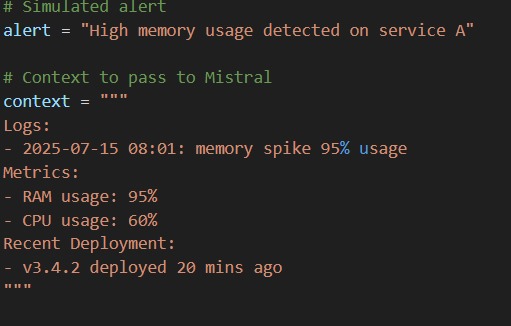 # Simulated alert
alert = "High memory usage detected on service A"
# Context to pass to Mistral
context = """
Logs:
- 2025-07-15 08:01: memory spike 95% usage
Metrics:
- RAM usage: 95%
- CPU usage: 60%
Recent Deployment:
- v3.4.2 deployed 20 mins ago
"""